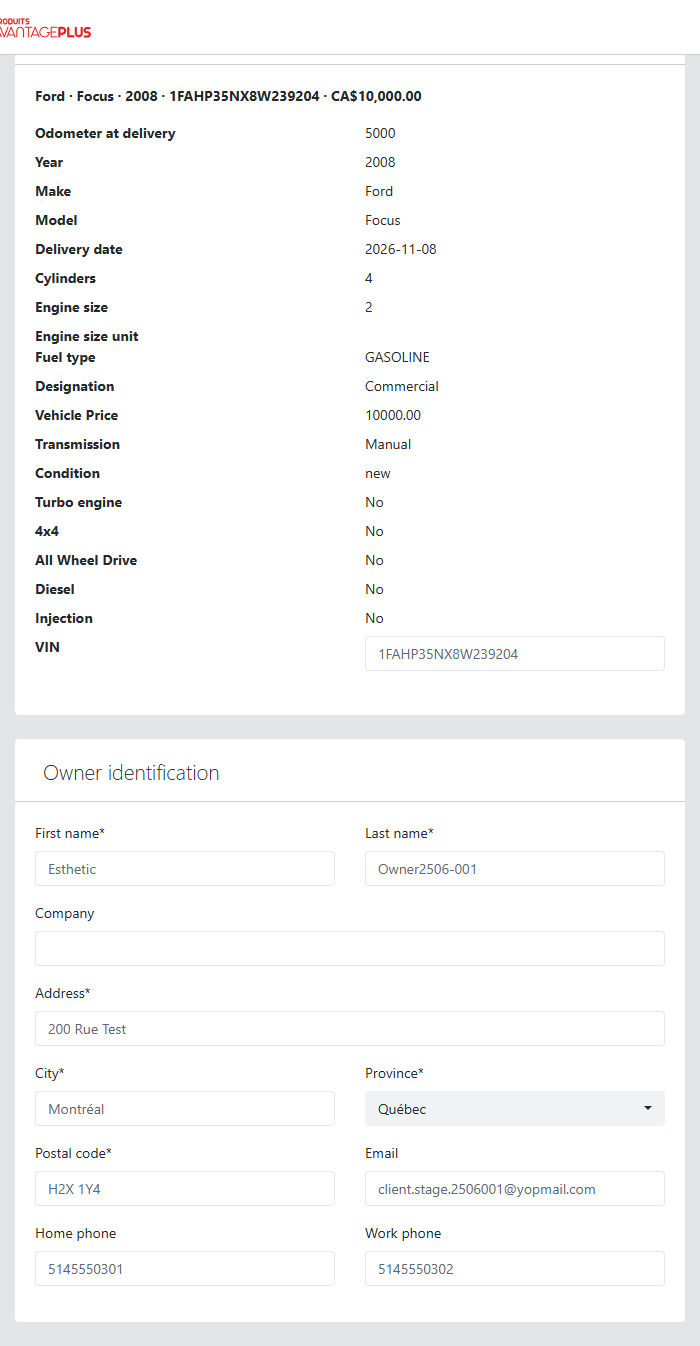 RODUITS
AVANTAGEPLUS
Ford · Focus · 2008 · 1FAHP35NX8W239204 · CA$10,000.00
Odometer at delivery 5000
Year 2008
Make Ford
Model Focus
Delivery date 2026-11-08
Cylinders 4
Engine size 2
Engine size unit
Fuel type GASOLINE
Designation Commercial
Vehicle Price 10000.00
Transmission Manual
Condition new
Turbo engine No
4x4 No
All Wheel Drive No
Diesel No
Injection No
VIN 1FAHP35NX8W239204
Owner identification
First name* Last name*
Esthetic Owner2506-001
Company
Address*
200 Rue Test
City* Province*
Montréal Québec
Postal code* Email
H2X 1Y4 client.stage.2506001@yopmail.com
Home phone Work phone
5145550301 5145550302